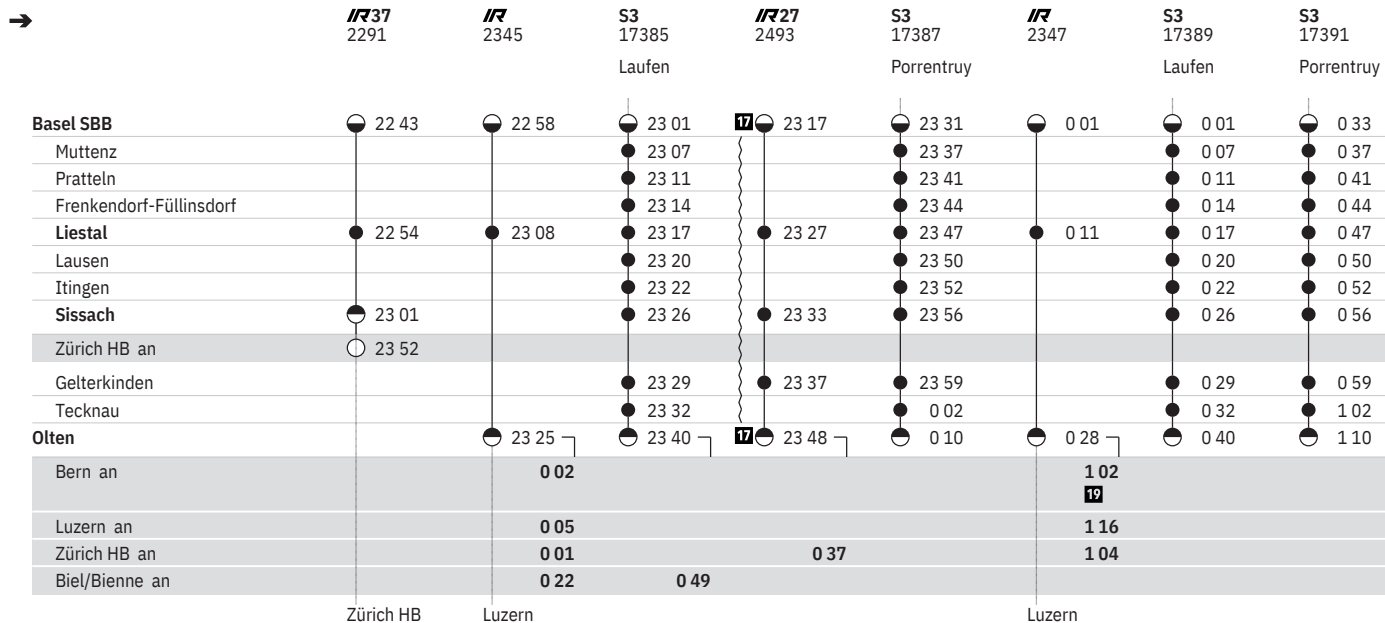 ➔ IR37 IR S3 IR27 S3 IR S3 S3
2291 2345 17385 2493 17387 2347 17389 17391
Laufen Porrentruy Laufen Porrentruy
Basel SBB 22 43 22 58 23 01 17 23 17 23 31 0 01 0 01 0 33
Muttenz 23 07 23 37 0 07 0 37
Pratteln 23 11 23 41 0 11 0 41
Frenkendorf-Füllinsdorf 23 14 23 44 0 14 0 44
Liestal 22 54 23 08 23 17 23 27 23 47 0 11 0 17 0 47
Lausen 23 20 23 50 0 20 0 50
Itingen 23 22 23 52 0 22 0 52
Sissach 23 01 23 26 23 33 23 56 0 26 0 56
Zürich HB an 23 52
Gelterkinden 23 29 23 37 23 59 0 29 0 59
Tecknau 23 32 0 02 0 32 1 02
Olten 23 25 23 40 17 23 48 0 10 0 28 0 40 1 10
Bern an 0 02 1 02
19
Luzern an 0 05 1 16
Zürich HB an 0 01 0 37 1 04
Biel/Bienne an 0 22 0 49
Zürich HB Luzern Luzern